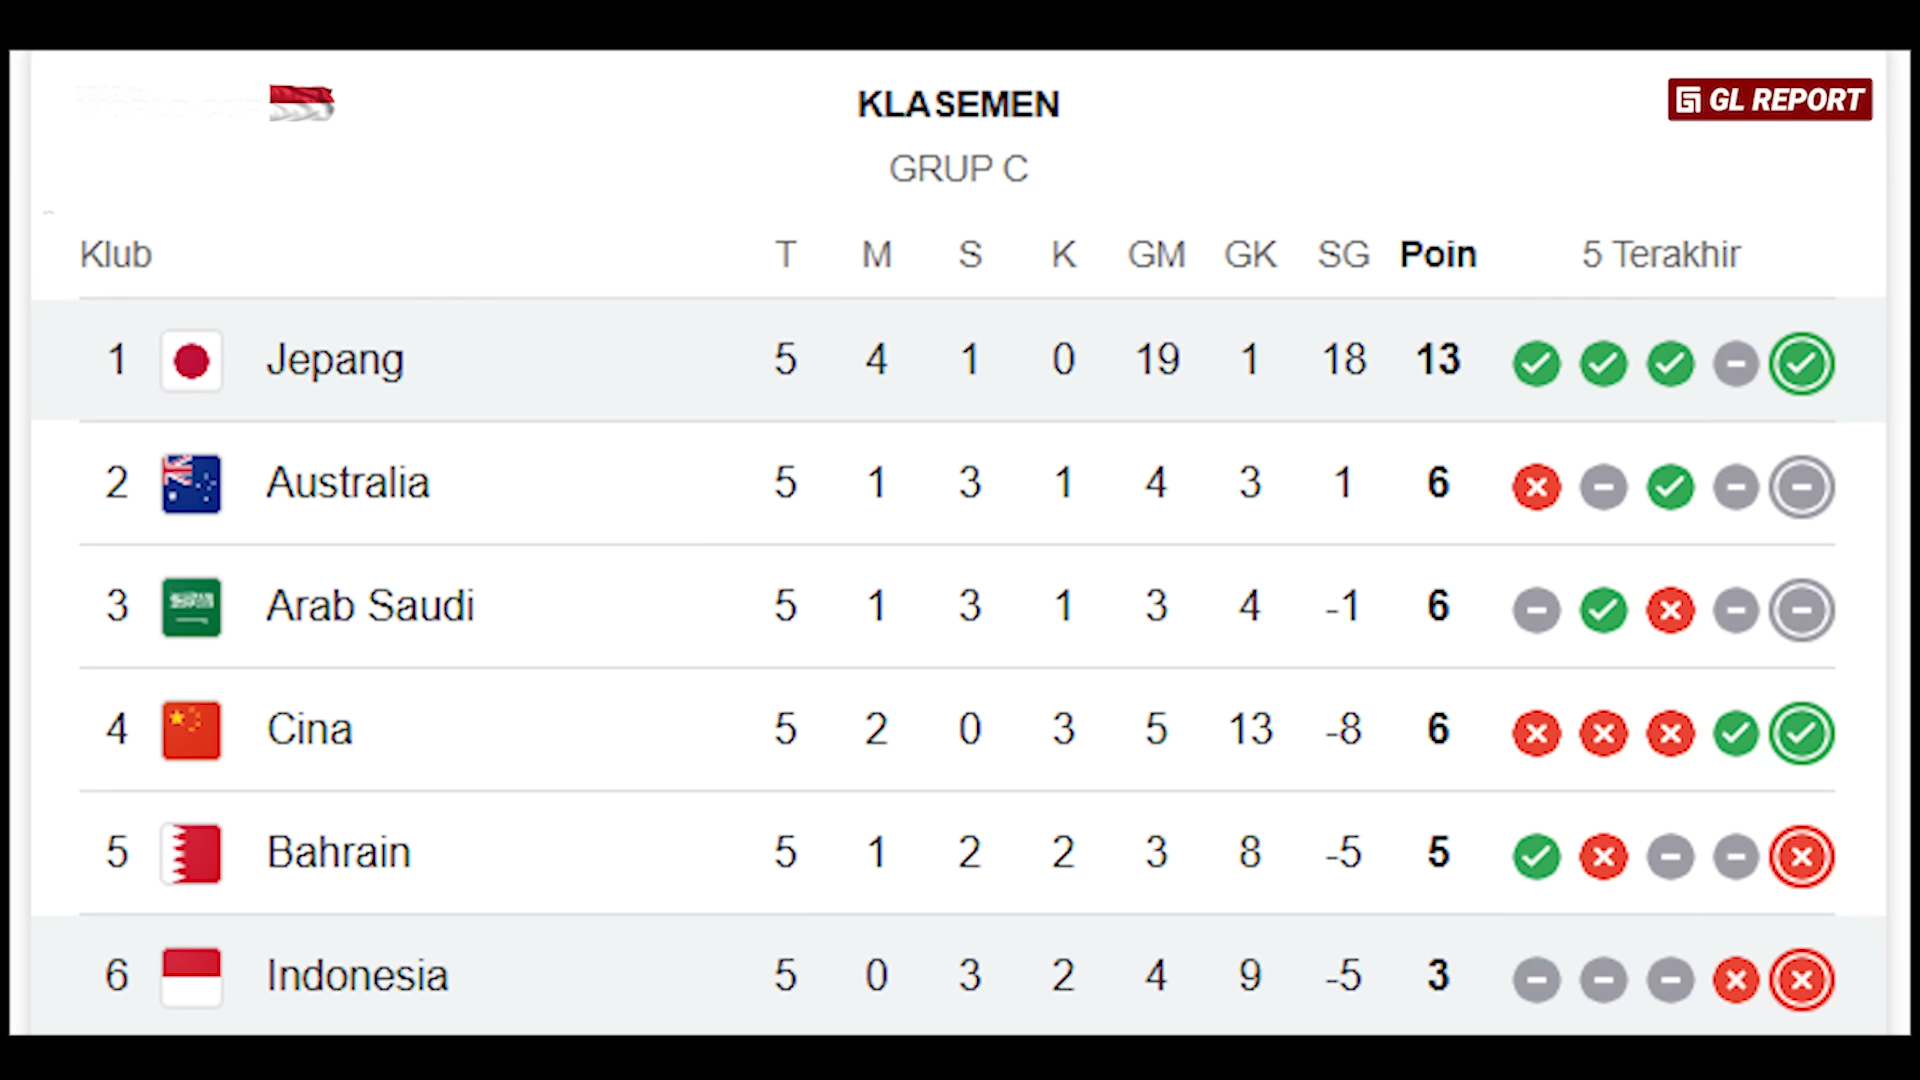 KLASEMEN
GL REPORT
GRUP C
Klub T M S K GM GK SG Poin 5 Terakhir
1 Jepang 5 4 1 0 19 1 18 13
2 Australia 5 1 3 1 4 3 1 6
3 Arab Saudi 5 1 3 1 3 4 -1 6
4 Cina 5 2 0 3 5 13 -8 6
5 Bahrain 5 1 2 2 3 8 -5 5
6 Indonesia 5 0 3 2 4 9 -5 3